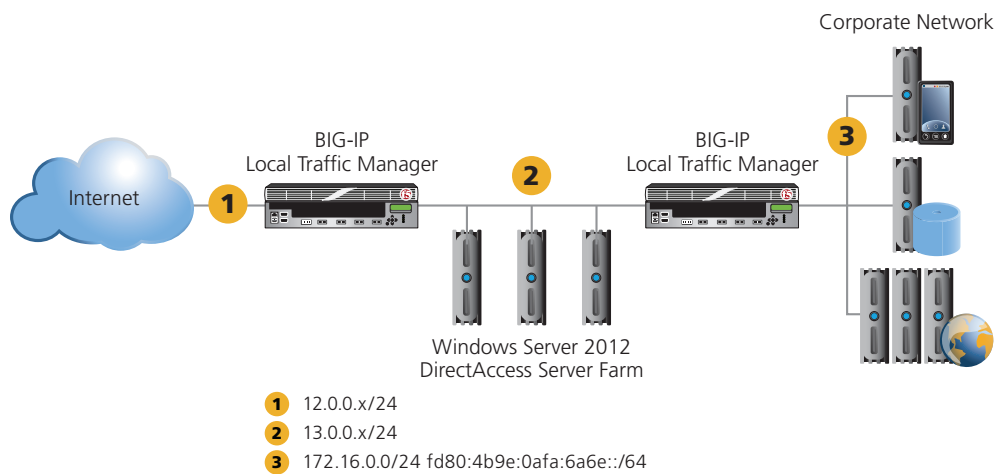 Corporate Network
BIG-IP
Local Traffic Manager
BIG-IP
Local Traffic Manager
Internet
1
2
3
Windows Server 2012
DirectAccess Server Farm
1 12.0.0.x/24
2 13.0.0.x/24
3 172.16.0.0/24 fd80:4b9e:0afa:6a6e::/64